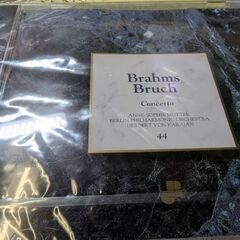 Brahms
Bruch
Concerto
ANNE-SOPHIE MUTTER
BERLIN PHILHARMONIC ORCHESTRA
HERBERT VON KARAJAN
44